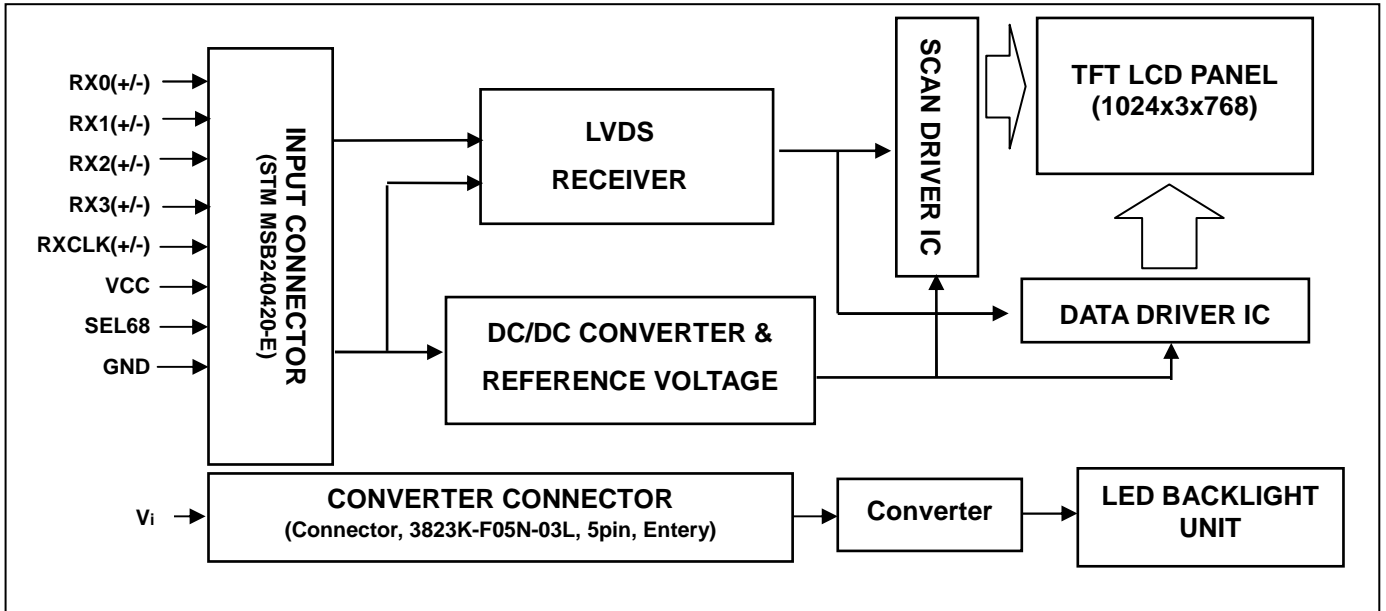 RX0(+/-)
RX1(+/-)
RX2(+/-)
RX3(+/-)
RXCLK(+/-)
VCC
SEL68
GND
INPUT CONNECTOR
(STM MSB240420-E)
LVDS
RECEIVER
DC/DC CONVERTER &
REFERENCE VOLTAGE
SCAN DRIVER IC
TFT LCD PANEL
(1024x3x768)
DATA DRIVER IC
Vi
CONVERTER CONNECTOR
(Connector, 3823K-F05N-03L, 5pin, Entery)
Converter
LED BACKLIGHT
UNIT